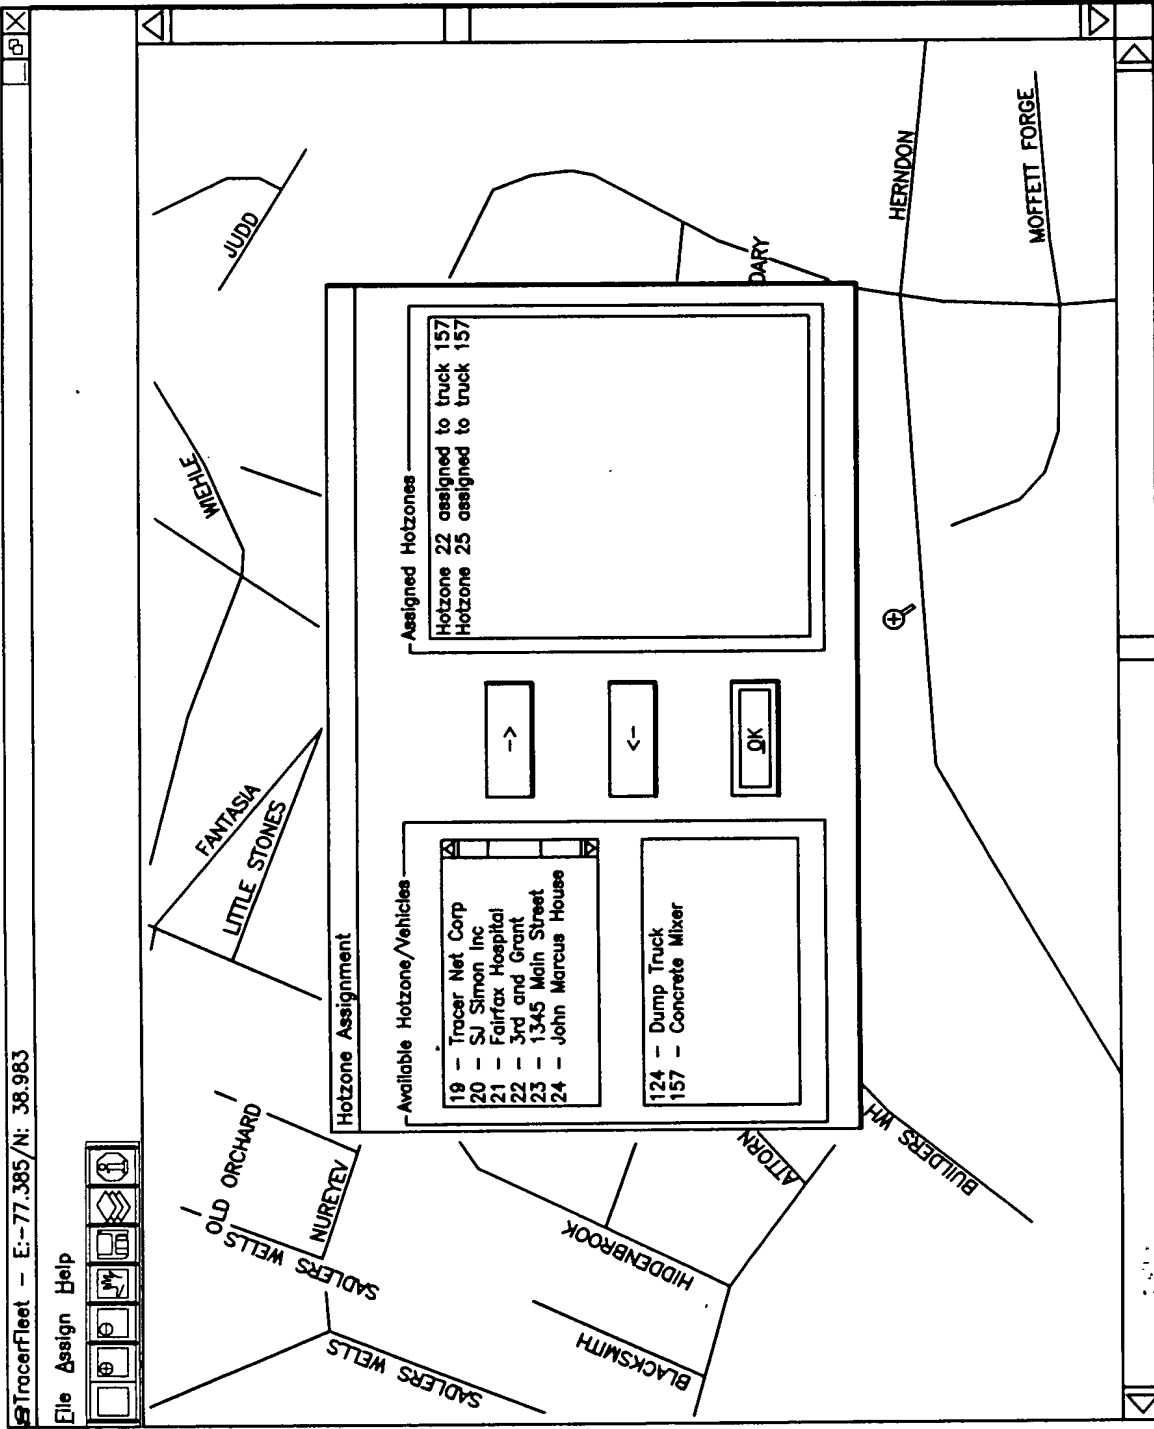 TracerFleet - E:-77.385/N: 38.983
File Assign Help
JUDD
WIEHLE
FANTASIA
LITTLE STONES
OLD ORCHARD
NUREYEV
SADLERS WELLS
SADLERS WELLS
Hotzone Assignment
Available Hotzone/Vehicles
19 - Tracer Net Corp
20 - SJ Simon Inc
21 - Fairfax Hospital
22 - 3rd and Grant
23 - 1345 Main Street
24 - John Marcus House
124 - Dump Truck
157 - Concrete Mixer
->
<-
OK
Assigned Hotzones
Hotzone 22 assigned to truck 157
Hotzone 25 assigned to truck 157
HIDDENBROOK
BLACKSMITH
ATTORN
BUILDERS WH
DARY
HERNDON
MOFFETT FORGE